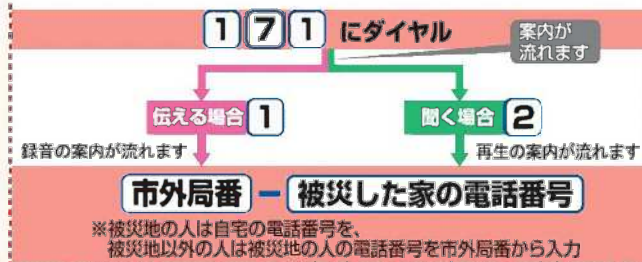 171 にダイヤル
案内が
流れます
伝える場合 1
聞く場合 2
録音の案内が流れます
再生の案内が流れます
市外局番 − 被災した家の電話番号
※被災地の人は自宅の電話番号を、
被災地以外の人は被災地の人の電話番号を市外局番から入力